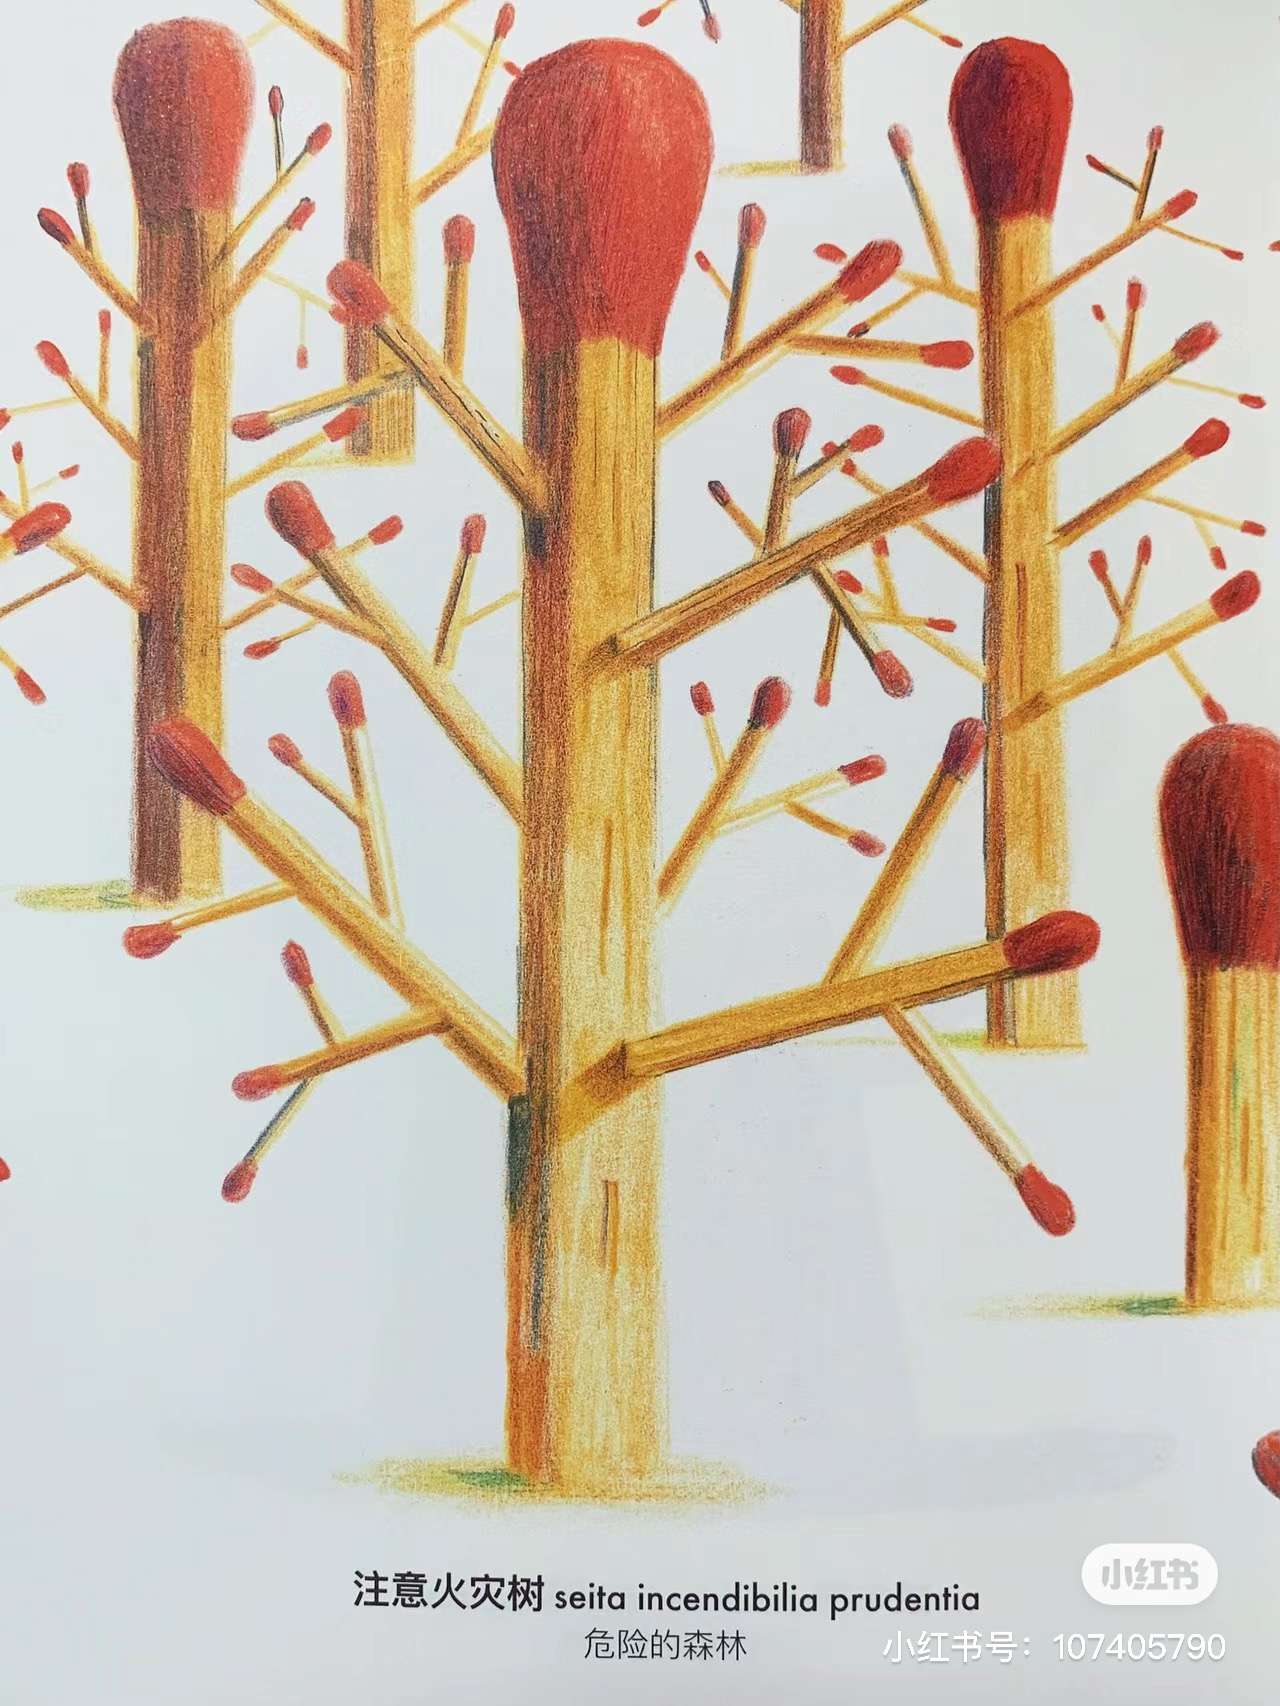 注意火灾树 seita incendibilia prudentia
危险的森林
小红书
小红书号：107405790